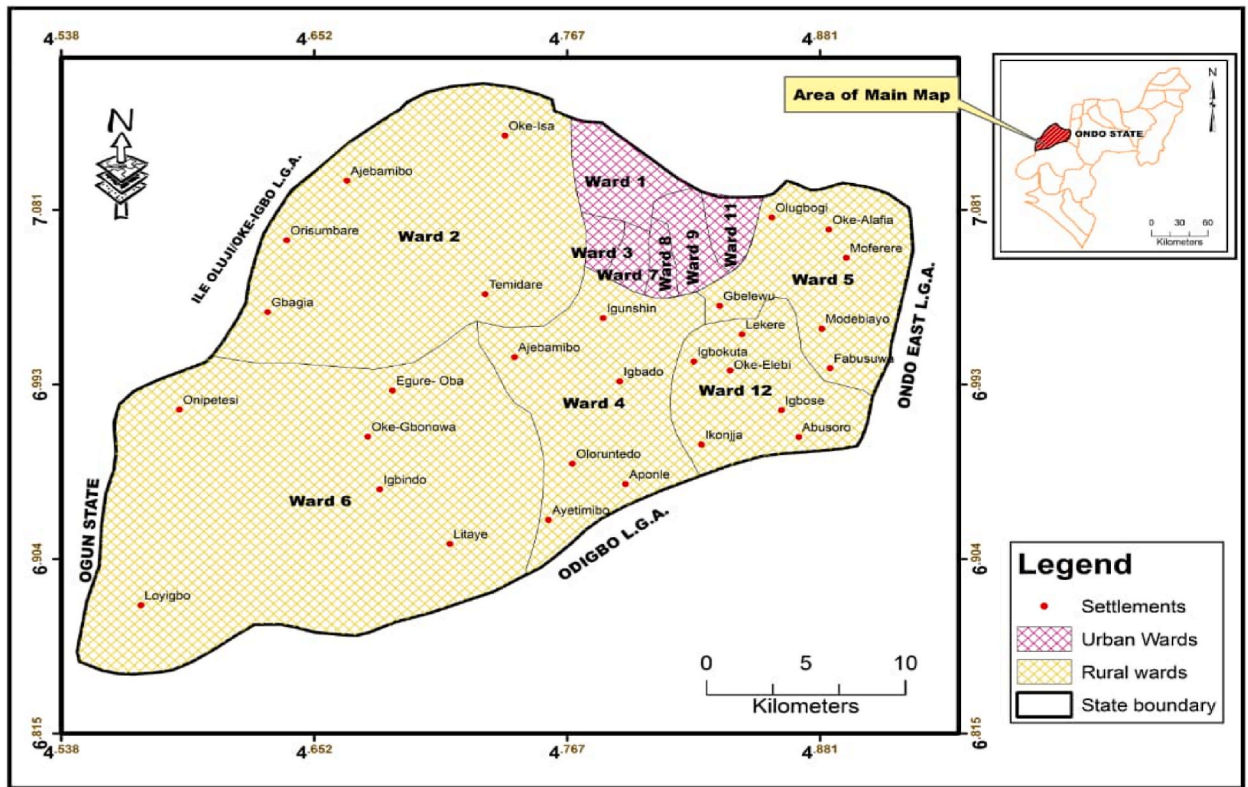 4.538 4.652 4.767 4.881
N
Area of Main Map
N
ONDO STATE
0 30 60
Kilometers
7.081
6.993
6.904
6.815
7.081
6.993
6.904
6.815
ILE OLUJI/OKE-IGBO L.G.A.
OGUN STATE
ODIGBO L.G.A.
ONDO EAST L.G.A.
Oke-Isa
Ajebamibo
Orisumbare
Ward 2
Gbagia
Temidare
Ward 1
Ward 3
Ward 7
Ward 8
Ward 9
Ward 11
Olugbogi
Oke-Alafia
Moferere
Ward 5
Gbelewu
Modebiayo
Fabusuwa
Igunshin
Ajebamibo
Igbado
Ward 4
Oloruntedo
Aponle
Ayetimibo
Lekere
Igbokuta
Oke-Elebi
Ward 12
Igbose
Abusoro
Ikonjja
Egure- Oba
Onipetesi
Oke-Gbonowa
Ward 6
Igbindo
Litaye
Loyigbo
0 5 10
Kilometers
4.538 4.652 4.767 4.881
Legend
Settlements
Urban Wards
Rural wards
State boundary